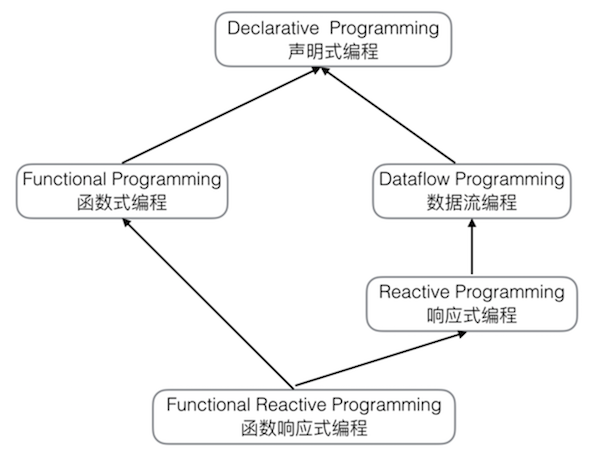 Declarative Programming
声明式编程
Functional Programming
函数式编程
Dataflow Programming
数据流编程
Reactive Programming
响应式编程
Functional Reactive Programming
函数响应式编程